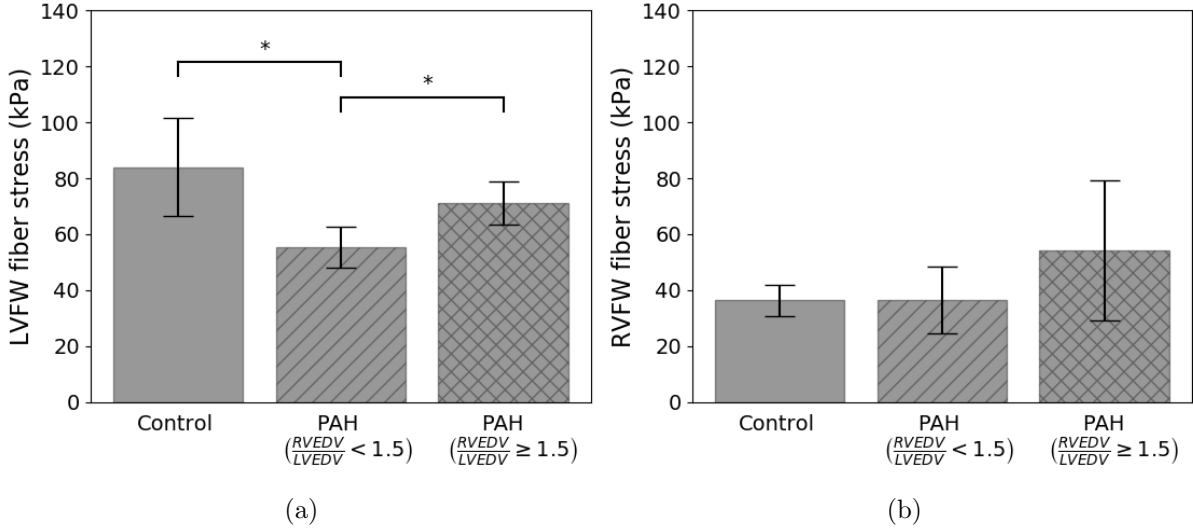 LVFW fiber stress (kPa)
140
120
100
80
60
40
20
0
*
*
Control
PAH
(RVEDV/LVEDV < 1.5)
PAH
(RVEDV/LVEDV ≥ 1.5)
(a)
RVFW fiber stress (kPa)
140
120
100
80
60
40
20
0
Control
PAH
(RVEDV/LVEDV < 1.5)
PAH
(RVEDV/LVEDV ≥ 1.5)
(b)